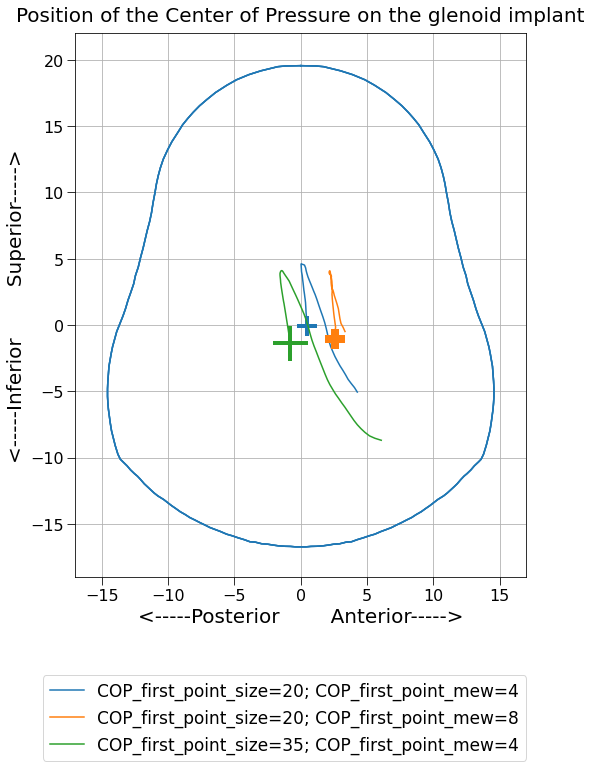 Position of the Center of Pressure on the glenoid implant
20
15
10
5
0
−5
−10
−15
<-----Inferior Superior----->
−15 −10 −5 0 5 10 15
<-----Posterior Anterior----->
COP_first_point_size=20; COP_first_point_mew=4
COP_first_point_size=20; COP_first_point_mew=8
COP_first_point_size=35; COP_first_point_mew=4